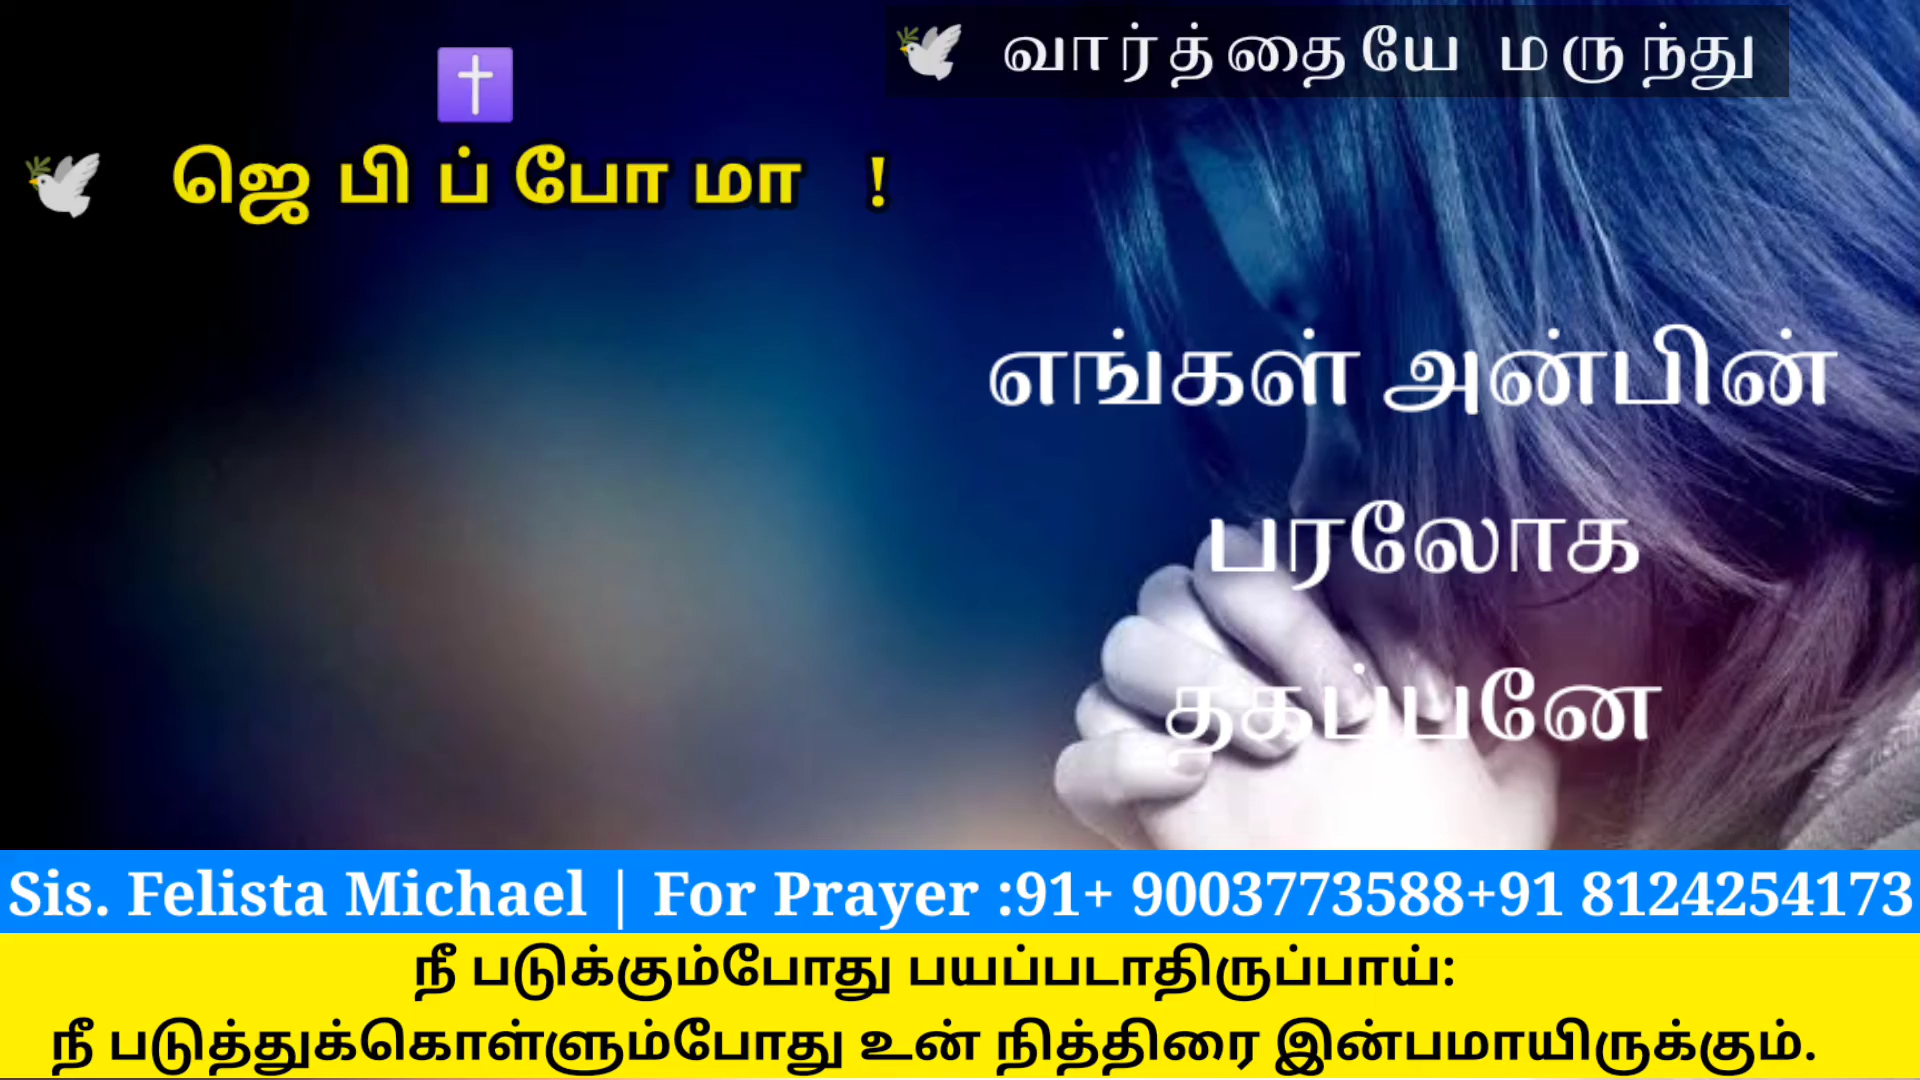 வார்த்தையே மருந்து
ஜெபிப்போமா !
எங்கள் அன்பின்
பரலோக
தகப்பனே
Sis. Felista Michael | For Prayer :91+ 9003773588+91 8124254173
நீ படுக்கும்போது பயப்படாதிருப்பாய்:
நீ படுத்துக்கொள்ளும்போது உன் நித்திரை இன்பமாயிருக்கும்.